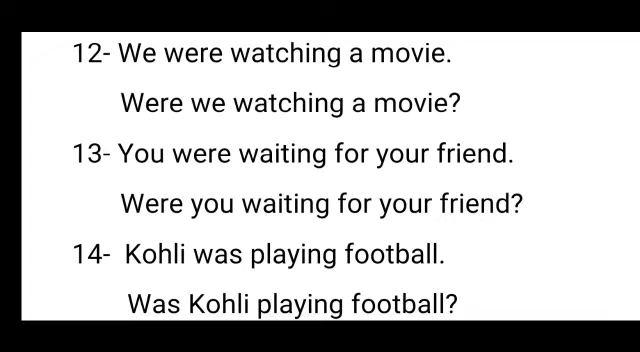 12- We were watching a movie.
Were we watching a movie?
13- You were waiting for your friend.
Were you waiting for your friend?
14- Kohli was playing football.
Was Kohli playing football?